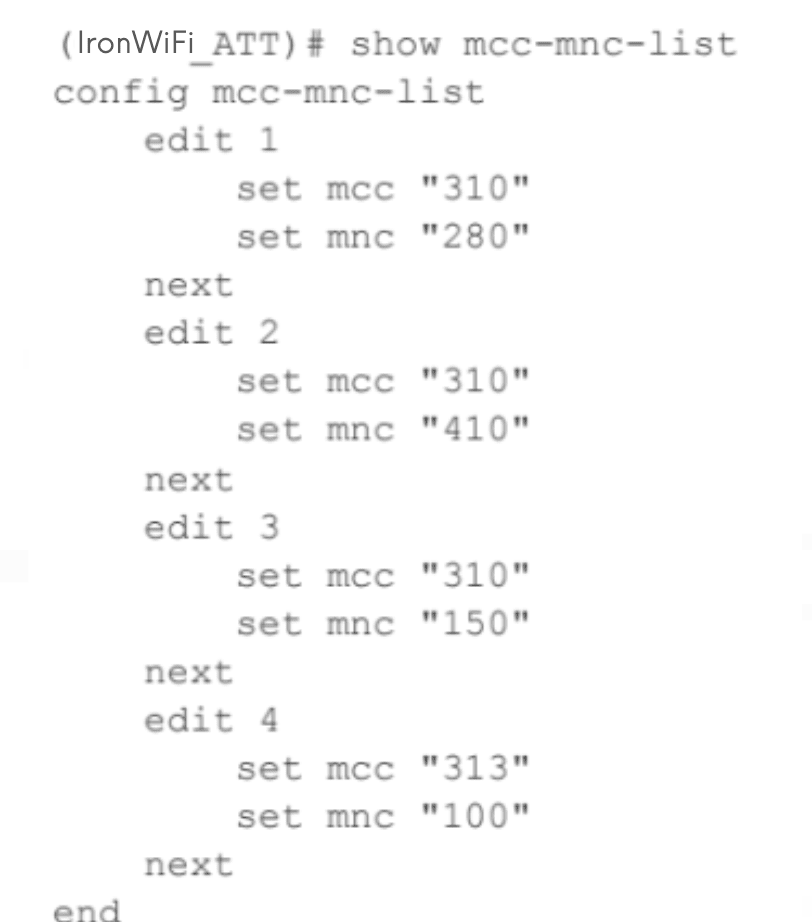 (IronWiFi_ATT)# show mcc-mnc-list
config mcc-mnc-list
edit 1
set mcc "310"
set mnc "280"
next
edit 2
set mcc "310"
set mnc "410"
next
edit 3
set mcc "310"
set mnc "150"
next
edit 4
set mcc "313"
set mnc "100"
next
end